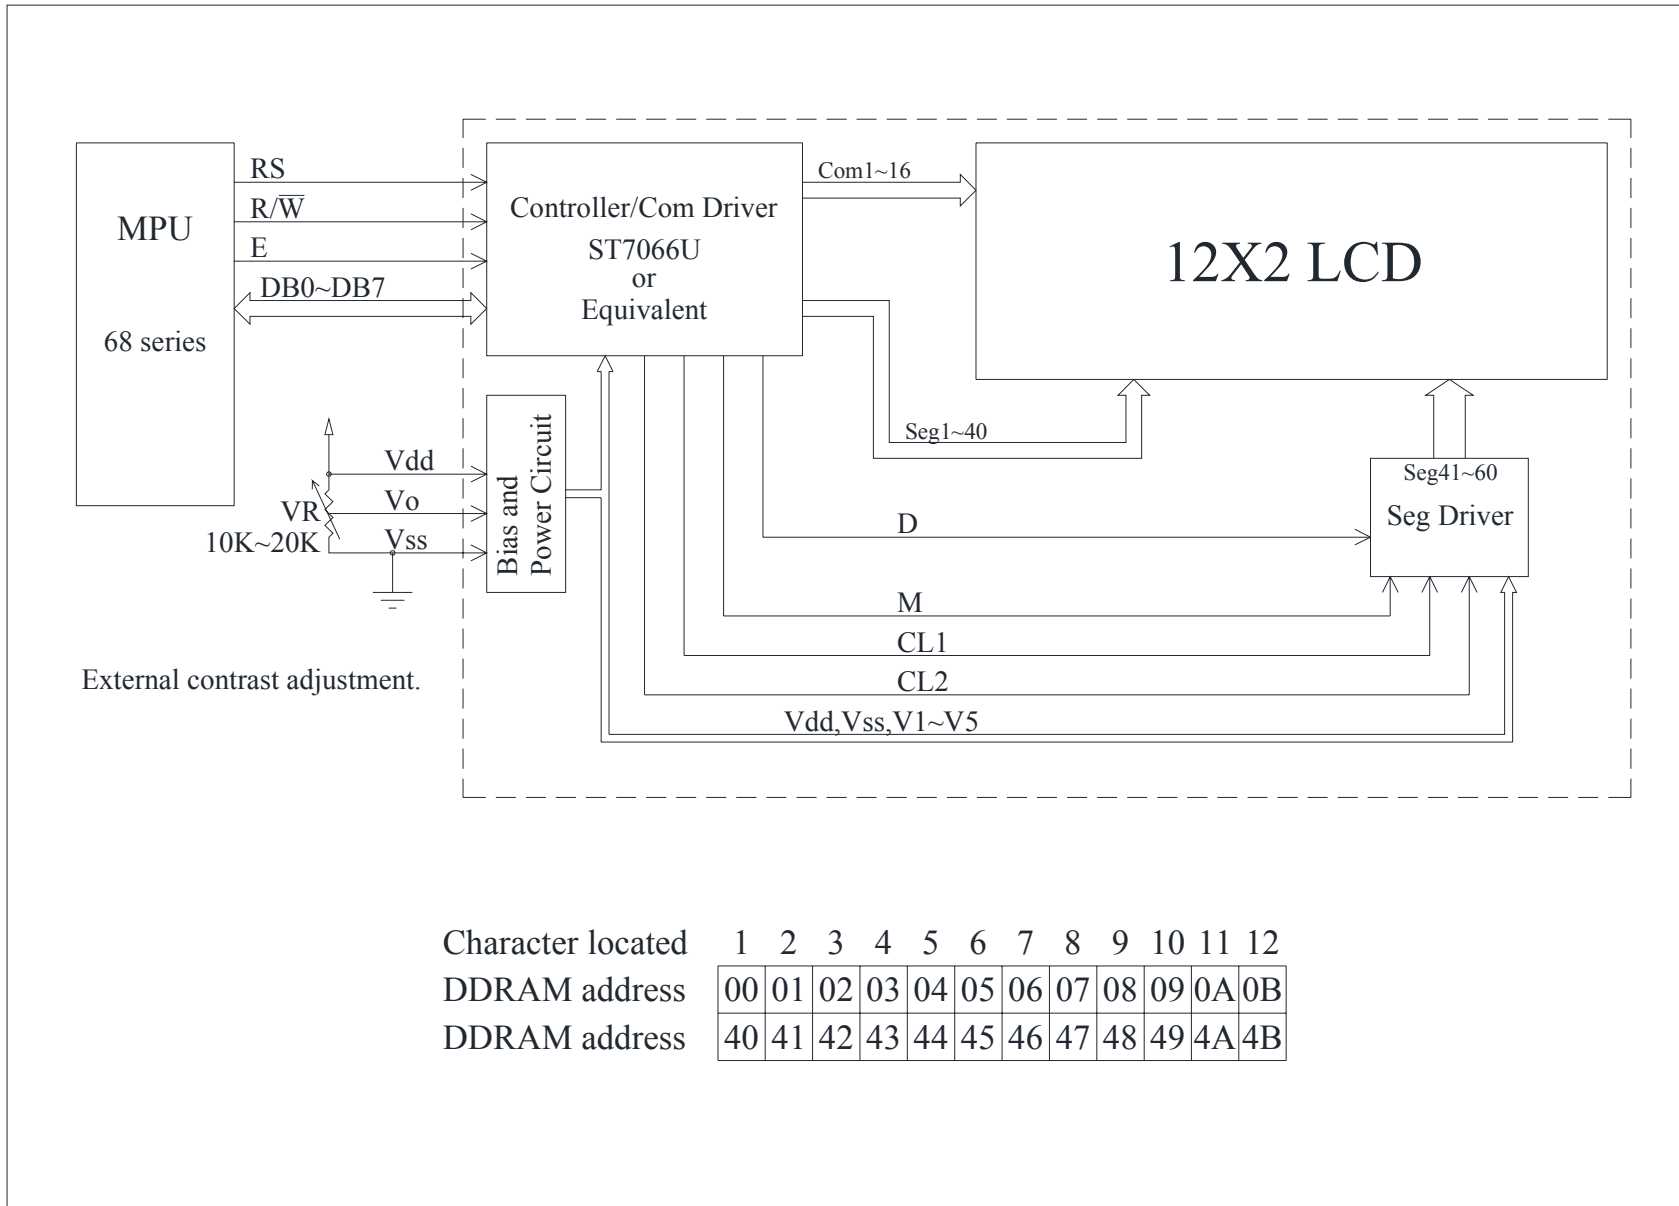 MPU
68 series
RS
R/W̅
E
DB0~DB7
Controller/Com Driver
ST7066U
or
Equivalent
Com1~16
12X2 LCD
Seg1~40
Seg41~60
Seg Driver
Bias and
Power Circuit
Vdd
Vo
Vss
VR
10K~20K
D
M
CL1
CL2
Vdd,Vss,V1~V5
External contrast adjustment.
Character located 1 2 3 4 5 6 7 8 9 10 11 12
DDRAM address 00 01 02 03 04 05 06 07 08 09 0A 0B
DDRAM address 40 41 42 43 44 45 46 47 48 49 4A 4B